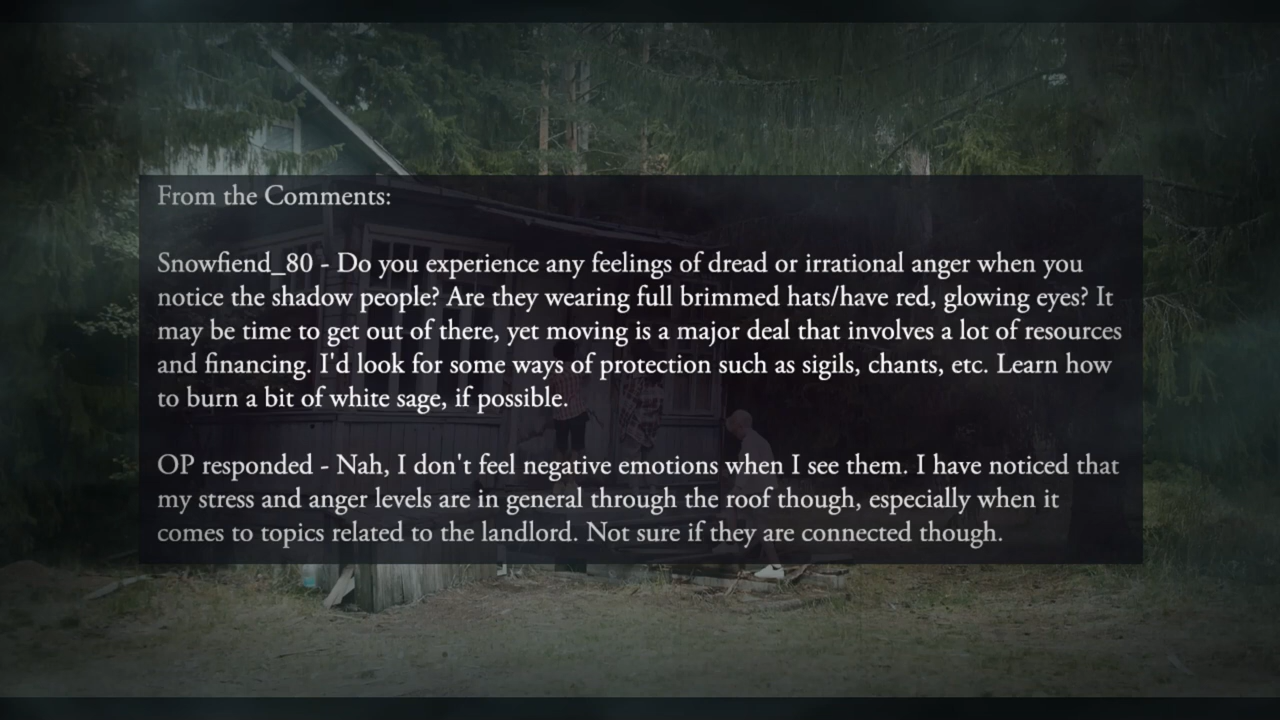 From the Comments:
Snowfiend_80 - Do you experience any feelings of dread or irrational anger when you
notice the shadow people? Are they wearing full brimmed hats/have red, glowing eyes? It
may be time to get out of there, yet moving is a major deal that involves a lot of resources
and financing. I'd look for some ways of protection such as sigils, chants, etc. Learn how
to burn a bit of white sage, if possible.
OP responded - Nah, I don't feel negative emotions when I see them. I have noticed that
my stress and anger levels are in general through the roof though, especially when it
comes to topics related to the landlord. Not sure if they are connected though.